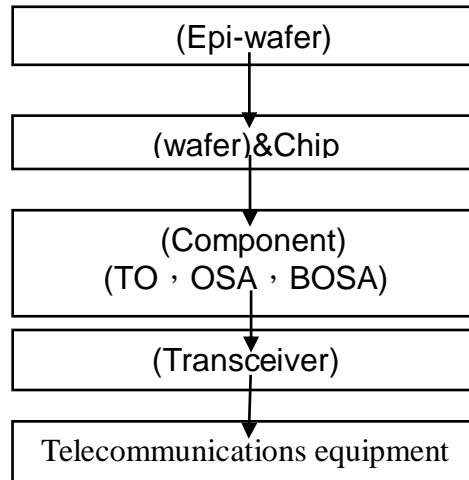 (Epi-wafer)
(wafer)&Chip
(Component)
(TO，OSA，BOSA)
(Transceiver)
Telecommunications equipment